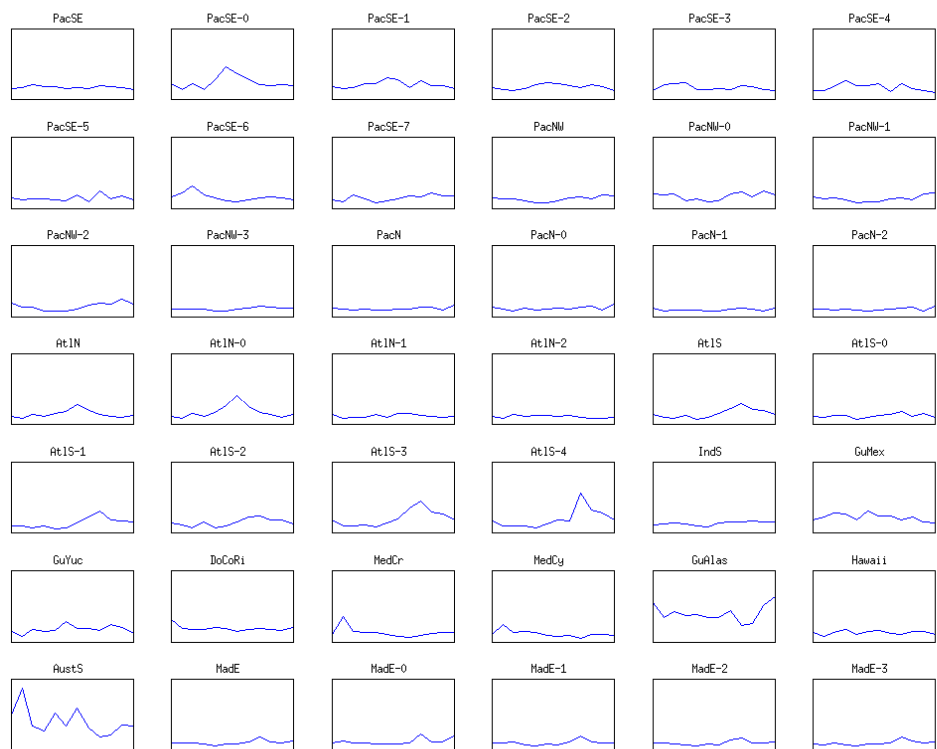 PacSE PacSE-0 PacSE-1 PacSE-2 PacSE-3 PacSE-4
PacSE-5 PacSE-6 PacSE-7 PacNW PacNW-0 PacNW-1
PacNW-2 PacNW-3 PacN PacN-0 PacN-1 PacN-2
AtlN AtlN-0 AtlN-1 AtlN-2 AtlS AtlS-0
AtlS-1 AtlS-2 AtlS-3 AtlS-4 IndS GuMex
GuYuc DoCoRi MedCr MedCy GuAlas Hawaii
AustS MadE MadE-0 MadE-1 MadE-2 MadE-3